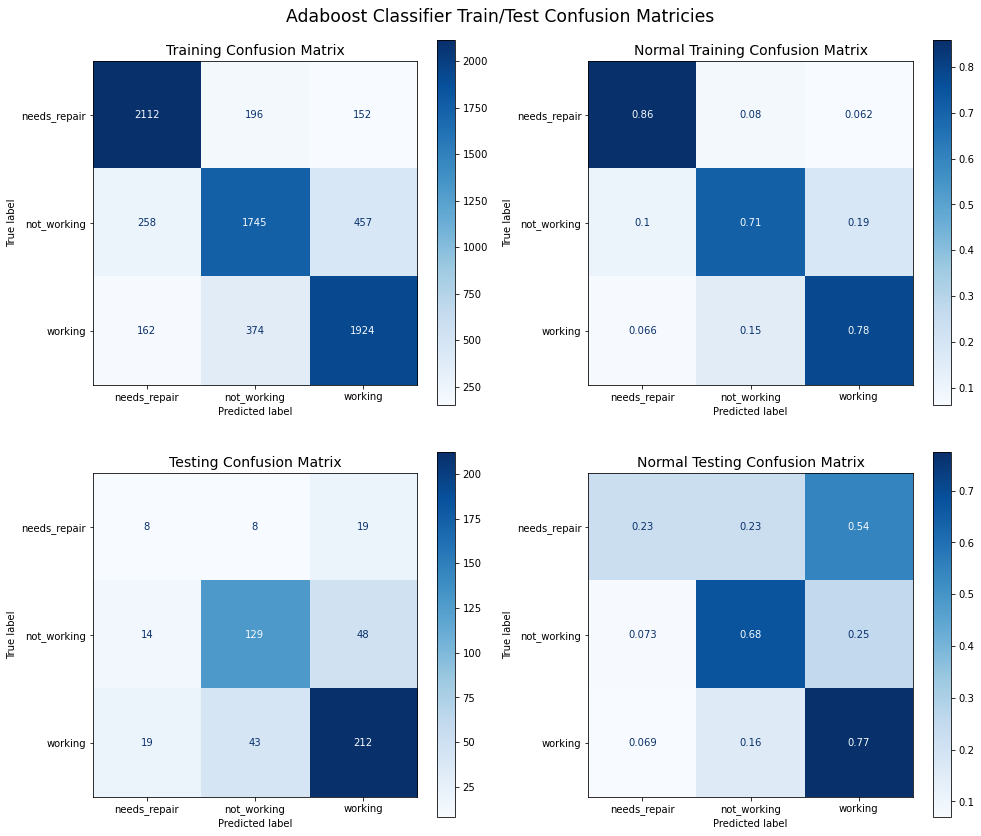 Adaboost Classifier Train/Test Confusion Matricies
Training Confusion Matrix
needs_repair 2112 196 152
not_working 258 1745 457
working 162 374 1924
needs_repair not_working working
Predicted label
True label
2000
1750
1500
1250
1000
750
500
250
Normal Training Confusion Matrix
needs_repair 0.86 0.08 0.062
not_working 0.1 0.71 0.19
working 0.066 0.15 0.78
needs_repair not_working working
Predicted label
True label
0.8
0.7
0.6
0.5
0.4
0.3
0.2
0.1
Testing Confusion Matrix
needs_repair 8 8 19
not_working 14 129 48
working 19 43 212
needs_repair not_working working
Predicted label
True label
200
175
150
125
100
75
50
25
Normal Testing Confusion Matrix
needs_repair 0.23 0.23 0.54
not_working 0.073 0.68 0.25
working 0.069 0.16 0.77
needs_repair not_working working
Predicted label
True label
0.7
0.6
0.5
0.4
0.3
0.2
0.1